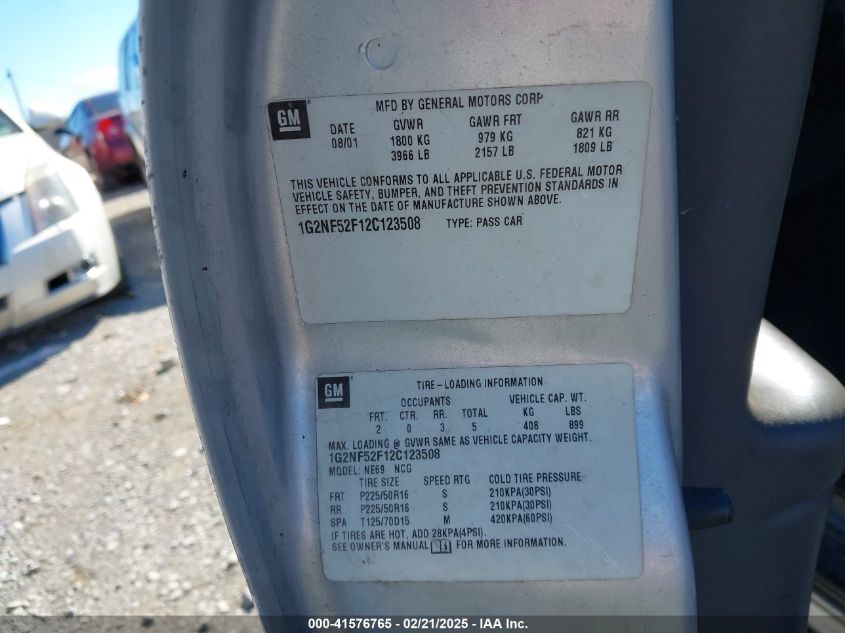 GM
MFD BY GENERAL MOTORS CORP
DATE GVWR GAWR FRT GAWR RR
08/01 1800 KG 979 KG 821 KG
3966 LB 2157 LB 1809 LB
THIS VEHICLE CONFORMS TO ALL APPLICABLE U.S. FEDERAL MOTOR
VEHICLE SAFETY, BUMPER, AND THEFT PREVENTION STANDARDS IN
EFFECT ON THE DATE OF MANUFACTURE SHOWN ABOVE.
1G2NF52F12C123508 TYPE: PASS CAR
GM
TIRE-LOADING INFORMATION
OCCUPANTS VEHICLE CAP. WT.
FRT. CTR. RR. TOTAL KG LBS
2 0 3 5 408 899
MAX. LOADING @ GVWR SAME AS VEHICLE CAPACITY WEIGHT.
1G2NF52F12C123508
MODEL: NE69 NCG
TIRE SIZE SPEED RTG COLD TIRE PRESSURE
FRT P225/50R16 S 210KPA(30PSI)
RR P225/50R16 S 210KPA(30PSI)
SPA T125/70D15 M 420KPA(60PSI)
IF TIRES ARE HOT, ADD 28KPA(4PSI).
SEE OWNER'S MANUAL FOR MORE INFORMATION.
000-41576765 - 02/21/2025 - IAA Inc.